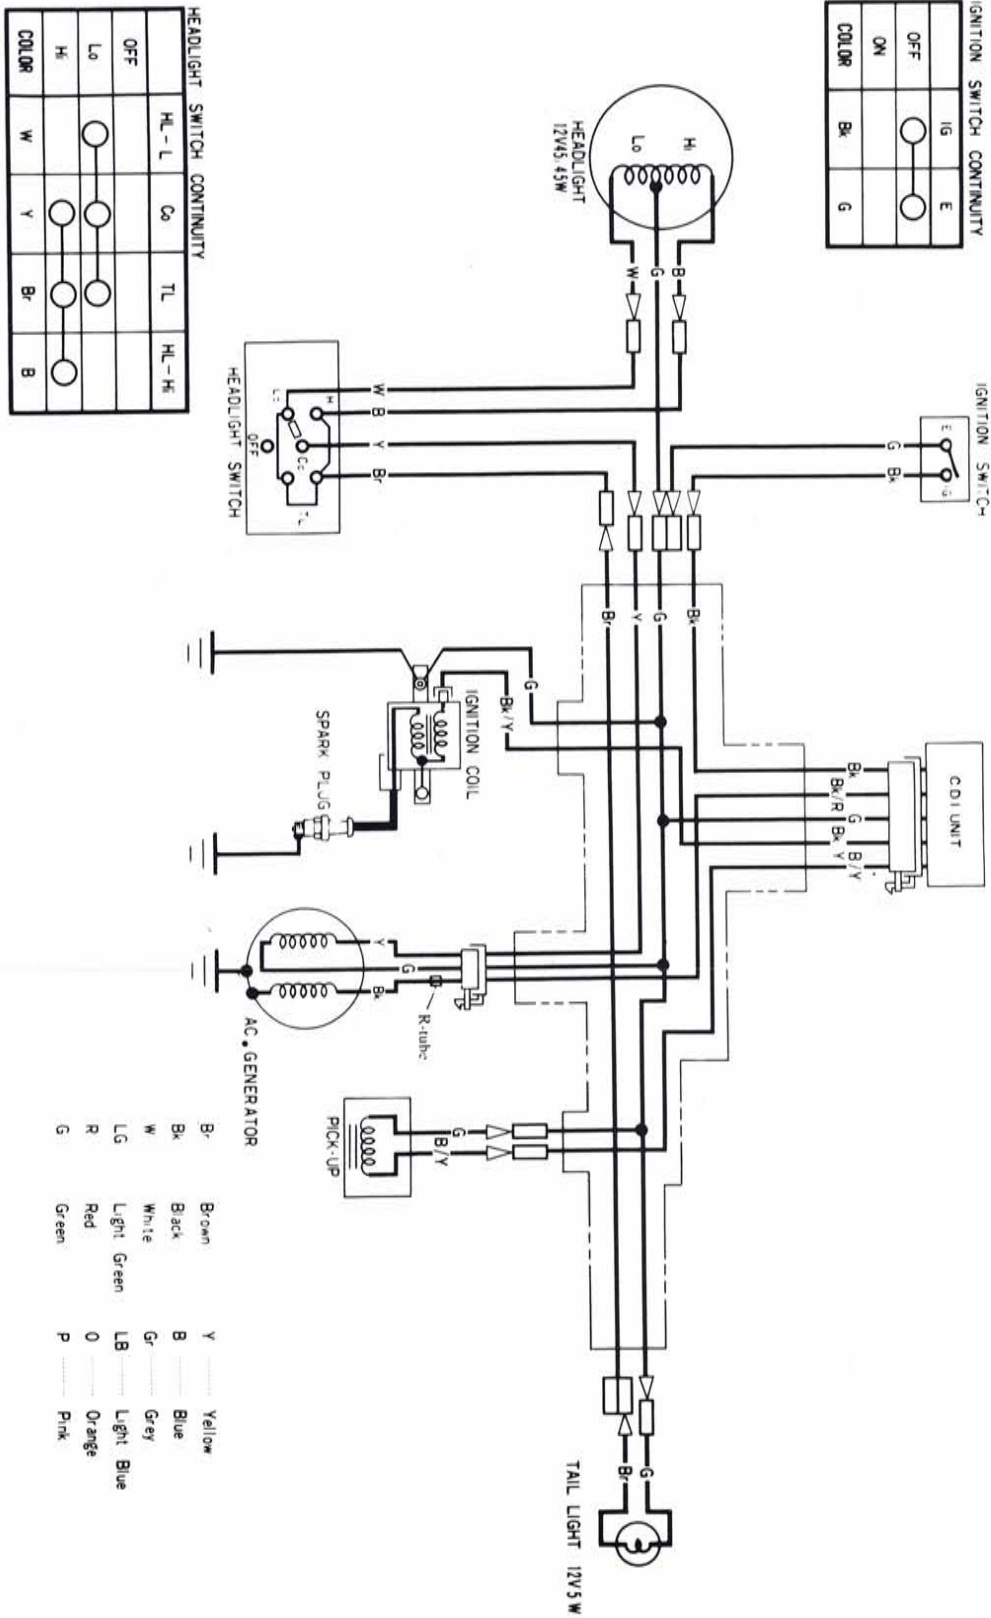 IGNITION SWITCH CONTINUITY
IG E
OFF
ON
COLOR Bk G
HEADLIGHT SWITCH CONTINUITY
HL-L Co TL HL-Hi
OFF
Lo
Hi
COLOR W Y Br B
Hi
Lo
HEADLIGHT
12V45/45W
W
G
B
IGNITION SWITCH
E
IG
G
Bk
W
B
Y
Br
H
Co
OFF
TL
HEADLIGHT SWITCH
Br
Y
G
Bk
CDI UNIT
Bk
Bk/R
G
Bk Y
B/Y
G
Bk/Y
IGNITION COIL
SPARK PLUG
Y
G
Bk
R-tube
AC. GENERATOR
PICK-UP
G
B/Y
G
Br
TAIL LIGHT 12V5W
Br Brown Y Yellow
Bk Black B Blue
W White Gr Grey
LG Light Green LB Light Blue
R Red O Orange
G Green P Pink